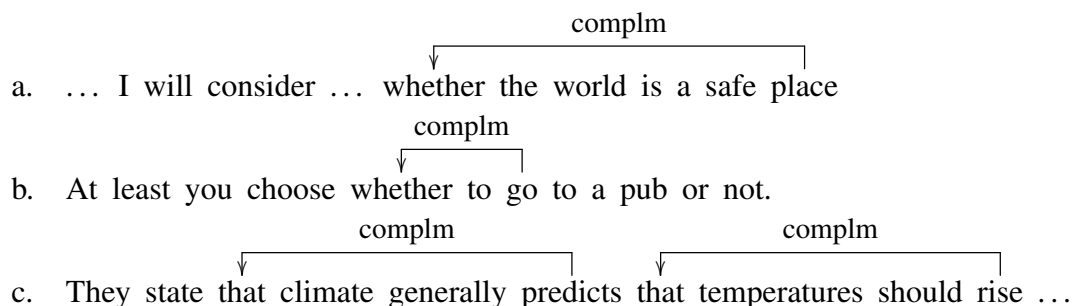 complm
a. … I will consider … whether the world is a safe place
complm
b. At least you choose whether to go to a pub or not.
complm complm
c. They state that climate generally predicts that temperatures should rise …